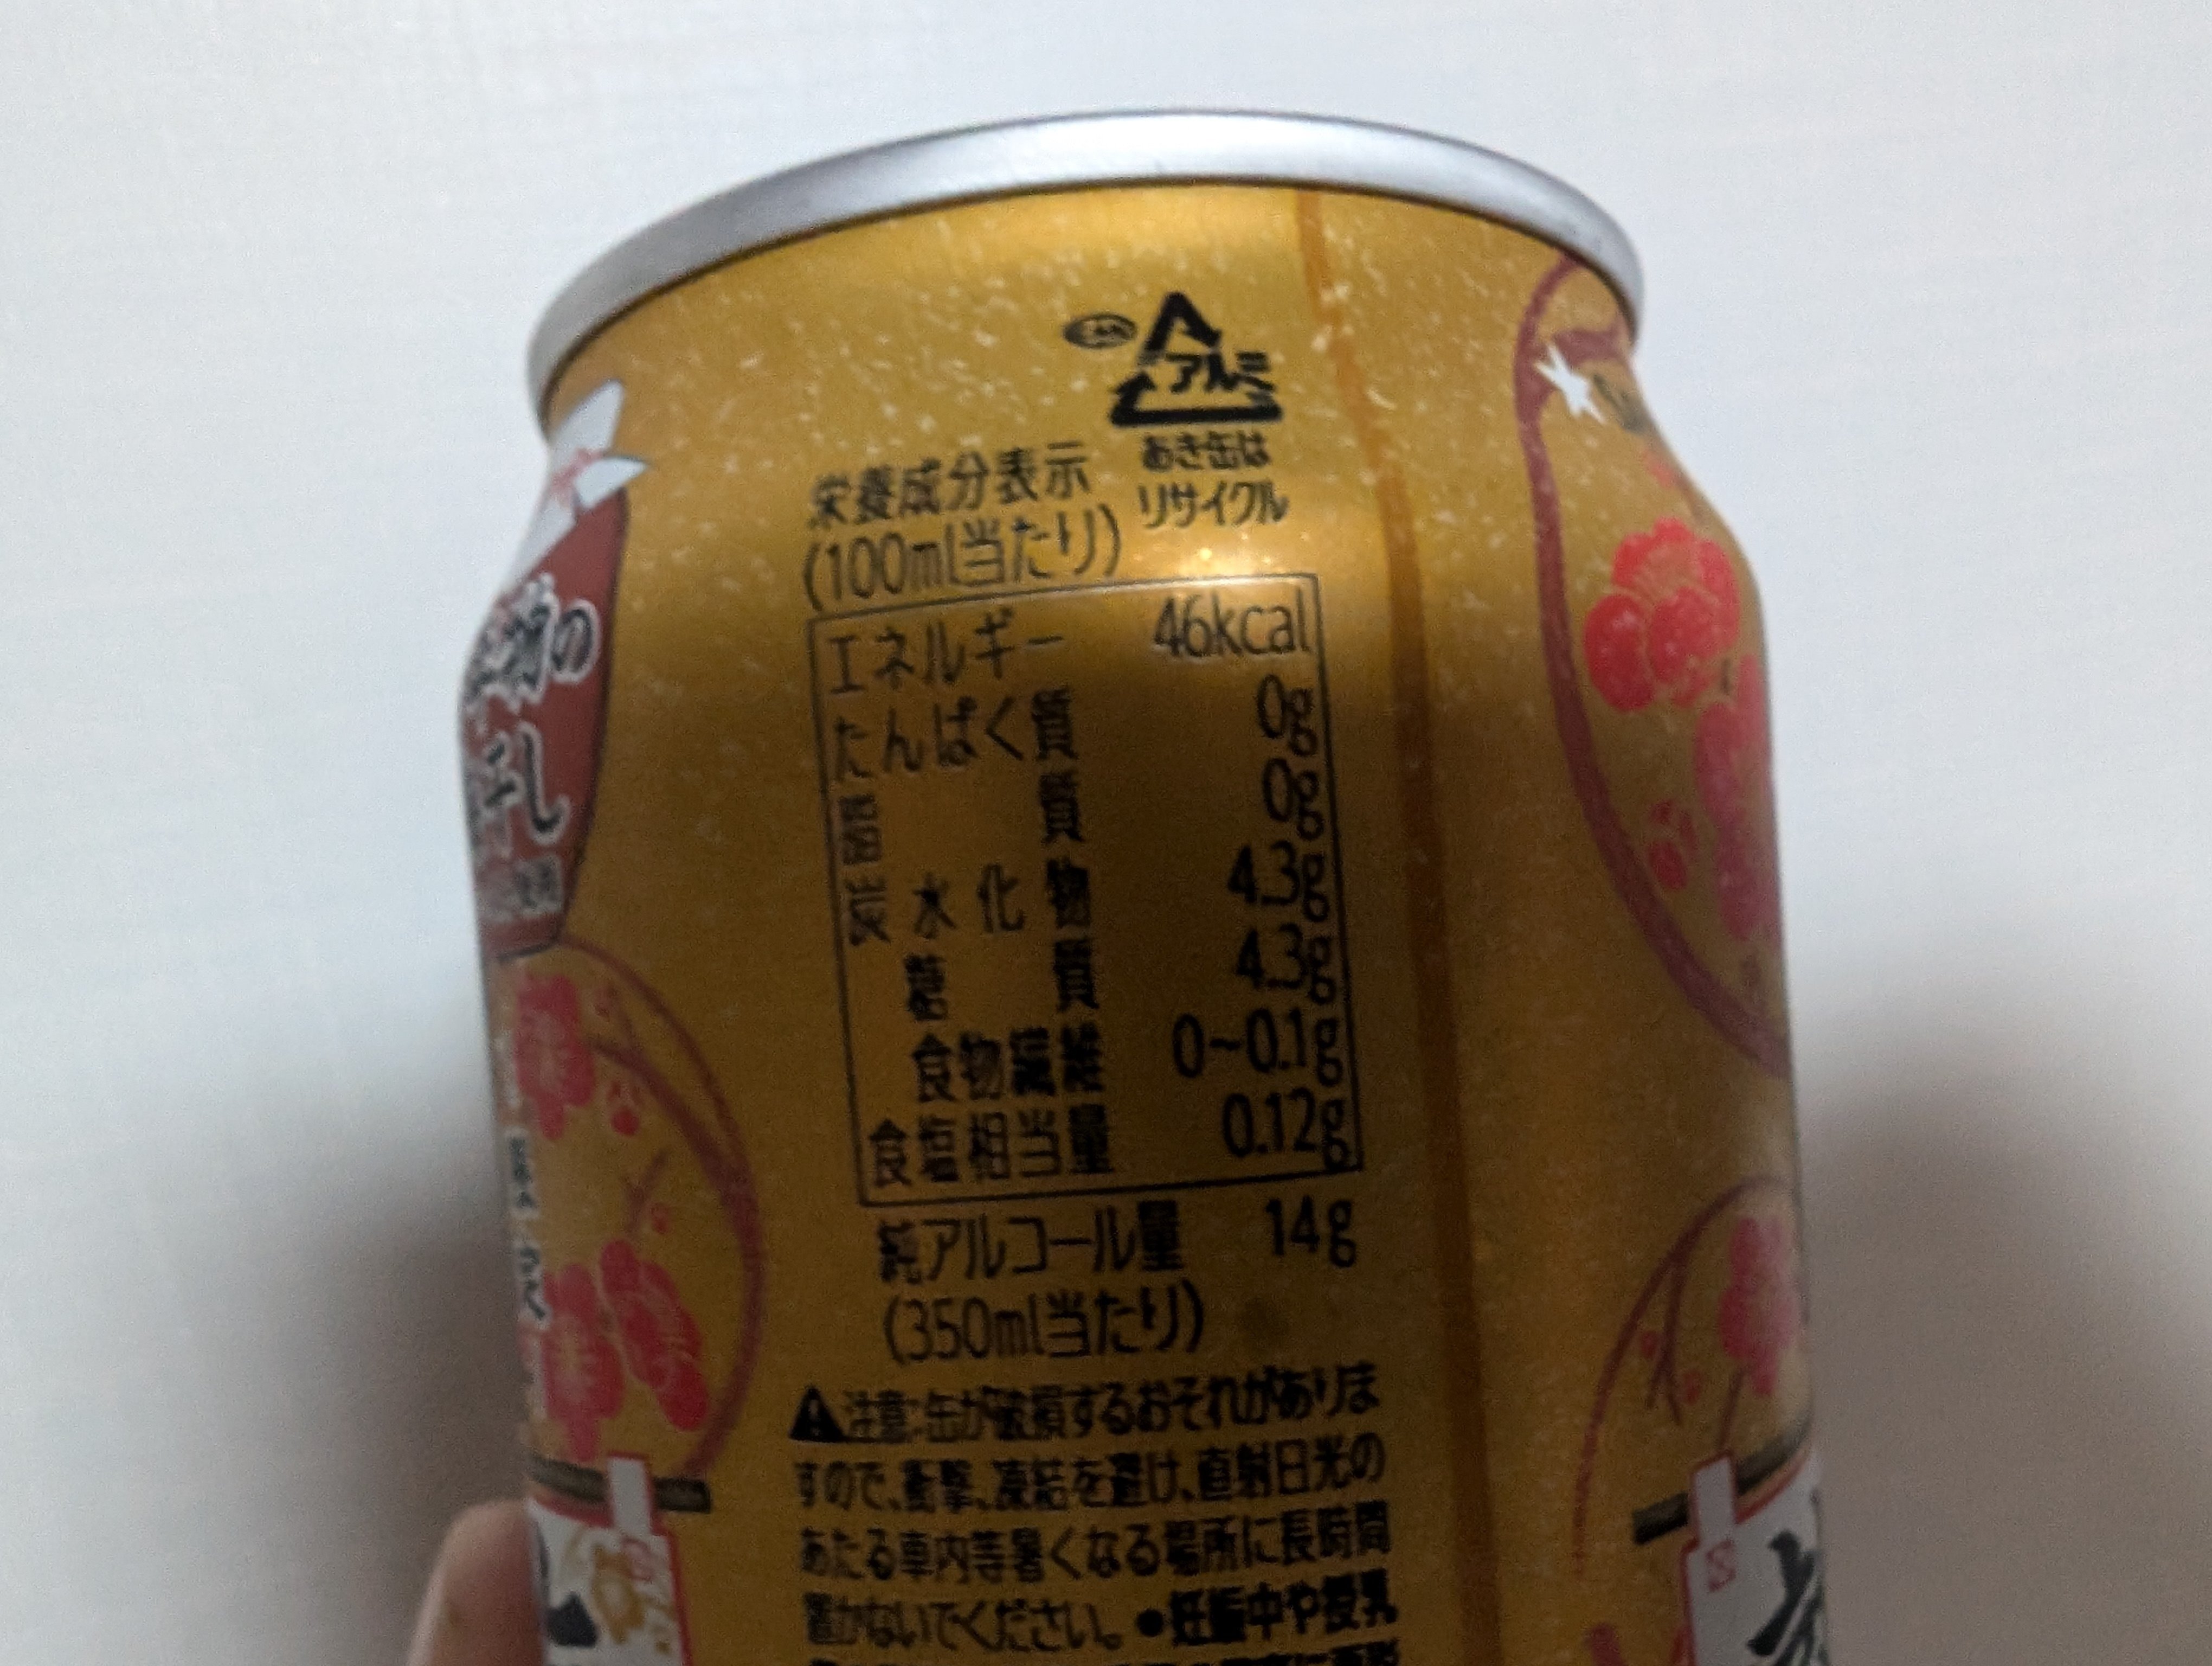 アルミ
あき缶は
リサイクル
栄養成分表示
(100ml当たり)
エネルギー 46kcal
たんぱく質 0g
脂質 0g
炭水化物 4.3g
糖質 4.3g
食物繊維 0~0.1g
食塩相当量 0.12g
純アルコール量 14g
(350ml当たり)
注意:缶が破損するおそれがありま
すので、衝撃、凍結を避け、直射日光の
あたる車内等暑くなる場所に長時間
置かないでください。●妊娠中や授乳
の